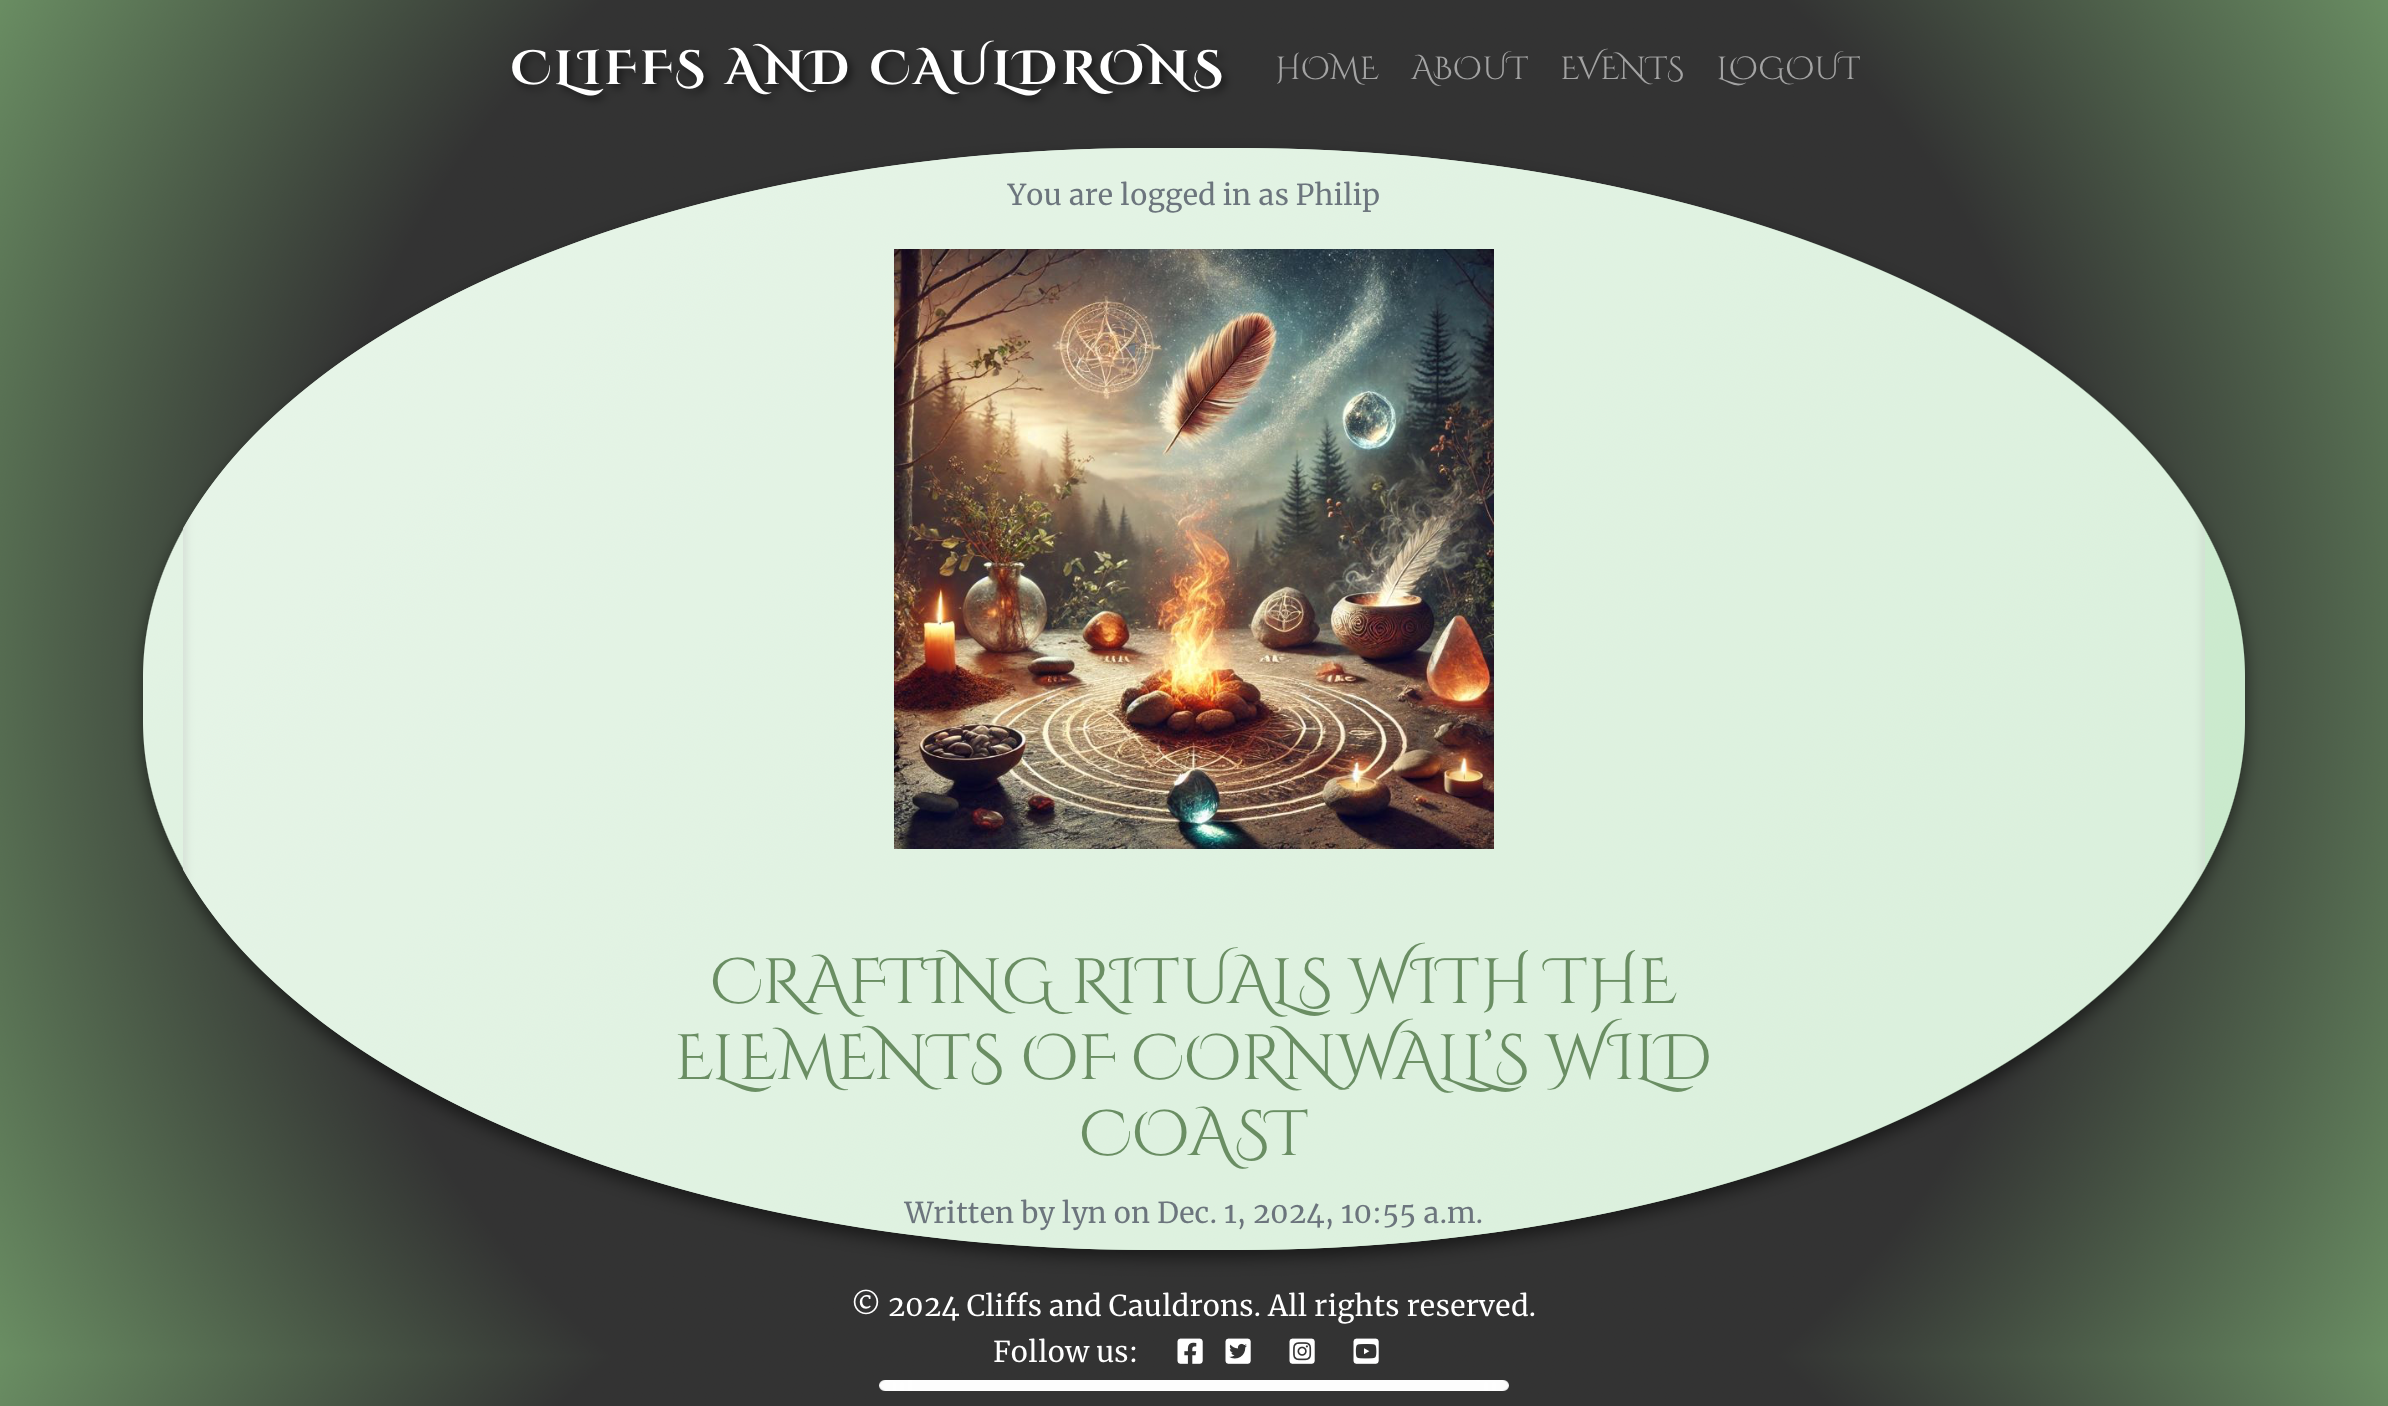 CLIFFS AND CAULDRONS HOME ABOUT EVENTS LOGOUT
You are logged in as Philip
CRAFTING RITUALS WITH THE
ELEMENTS OF CORNWALL’S WILD
COAST
Written by lyn on Dec. 1, 2024, 10:55 a.m.
© 2024 Cliffs and Cauldrons. All rights reserved.
Follow us: